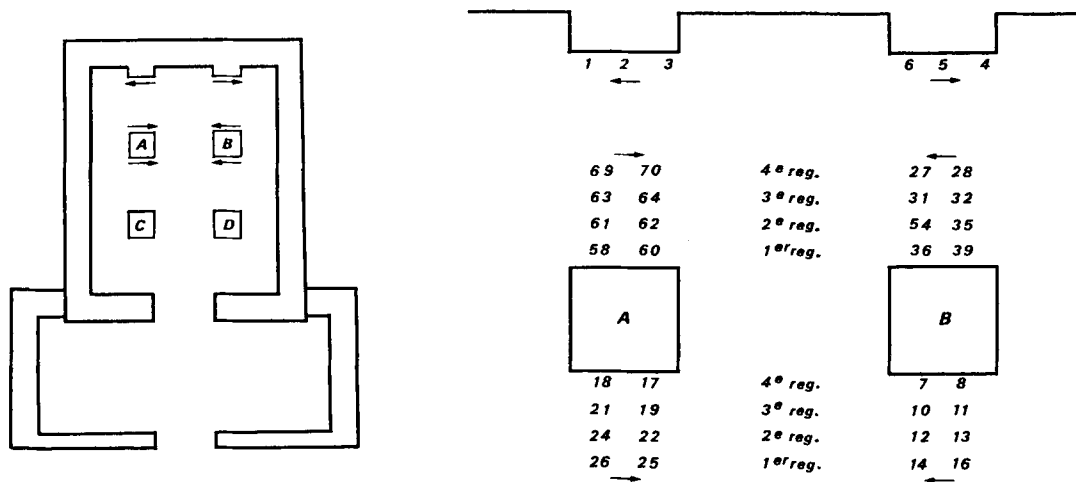 A B
C D
1 2 3
6 5 4
69 70 4e reg. 27 28
63 64 3e reg. 31 32
61 62 2e reg. 54 35
58 60 1er reg. 36 39
A B
18 17 4e reg. 7 8
21 19 3e reg. 10 11
24 22 2e reg. 12 13
26 25 1er reg. 14 16